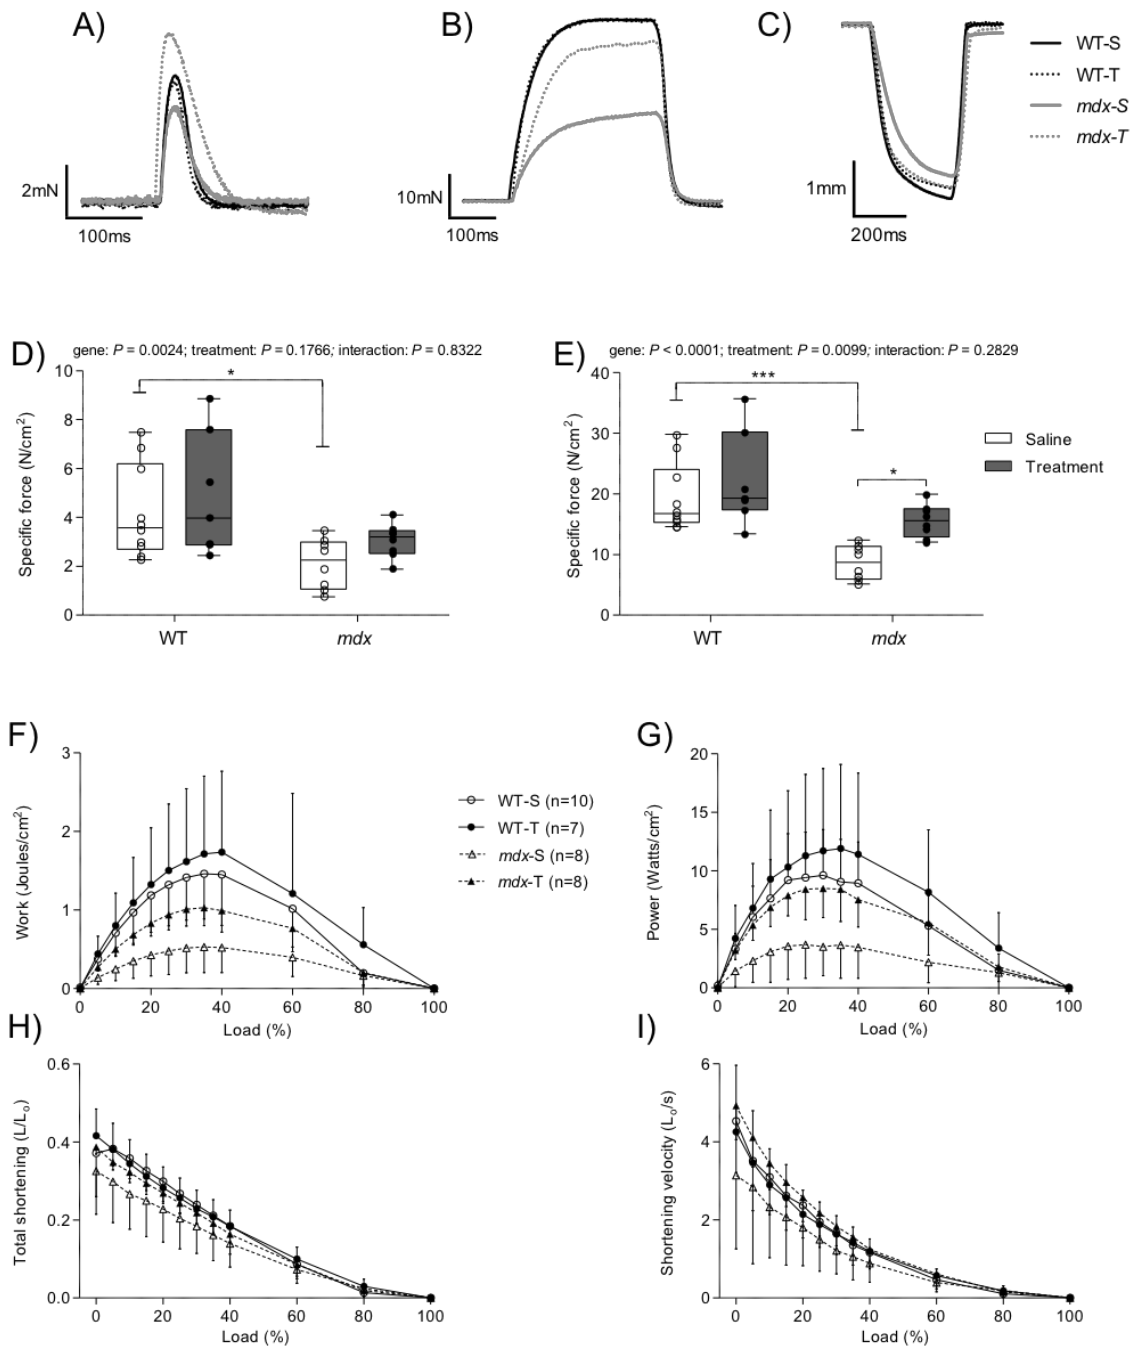 A)
B)
C)
WT-S
WT-T
mdx-S
mdx-T
2mN
100ms
10mN
100ms
1mm
200ms
D)
gene: P = 0.0024; treatment: P = 0.1766; interaction: P = 0.8322
*
Specific force (N/cm²)
10
8
6
4
2
0
WT
mdx
E)
gene: P < 0.0001; treatment: P = 0.0099; interaction: P = 0.2829
***
*
Specific force (N/cm²)
40
30
20
10
0
WT
mdx
Saline
Treatment
F)
Work (Joules/cm²)
3
2
1
0
0 20 40 60 80 100
Load (%)
WT-S (n=10)
WT-T (n=7)
mdx-S (n=8)
mdx-T (n=8)
G)
Power (Watts/cm²)
20
15
10
5
0
0 20 40 60 80 100
Load (%)
H)
Total shortening (L/Lₒ)
0.6
0.4
0.2
0.0
0 20 40 60 80 100
Load (%)
I)
Shortening velocity (Lₒ/s)
6
4
2
0
0 20 40 60 80 100
Load (%)